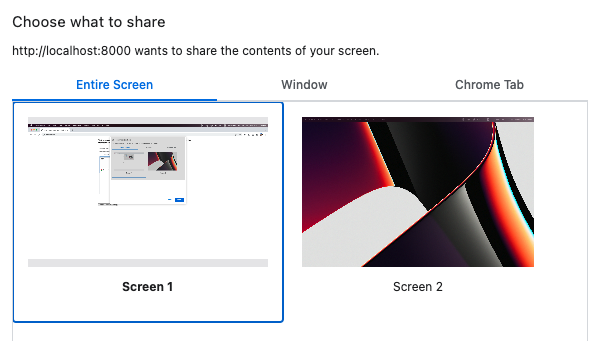 Choose what to share
http://localhost:8000 wants to share the contents of your screen.
Entire Screen
Window
Chrome Tab
Screen 1
Screen 2